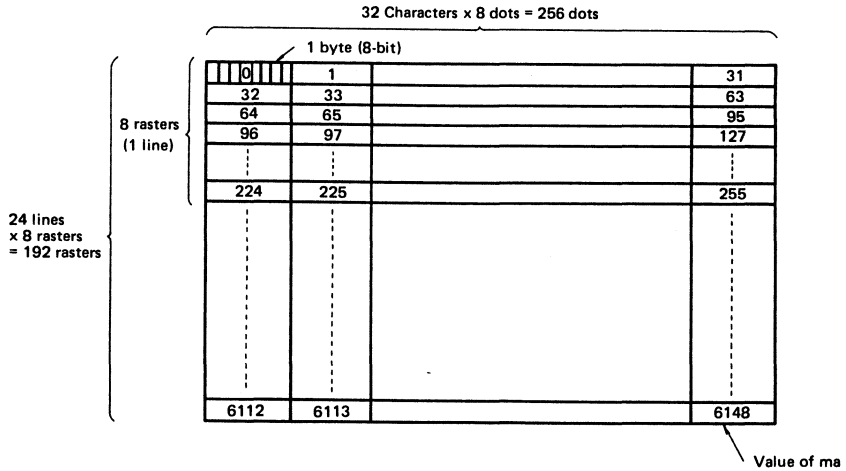 32 Characters x 8 dots = 256 dots
1 byte (8-bit)
0 1 31
32 33 63
64 65 95
96 97 127
8 rasters
(1 line)
224 225 255
24 lines
x 8 rasters
= 192 rasters
6112 6113 6148
Value of ma